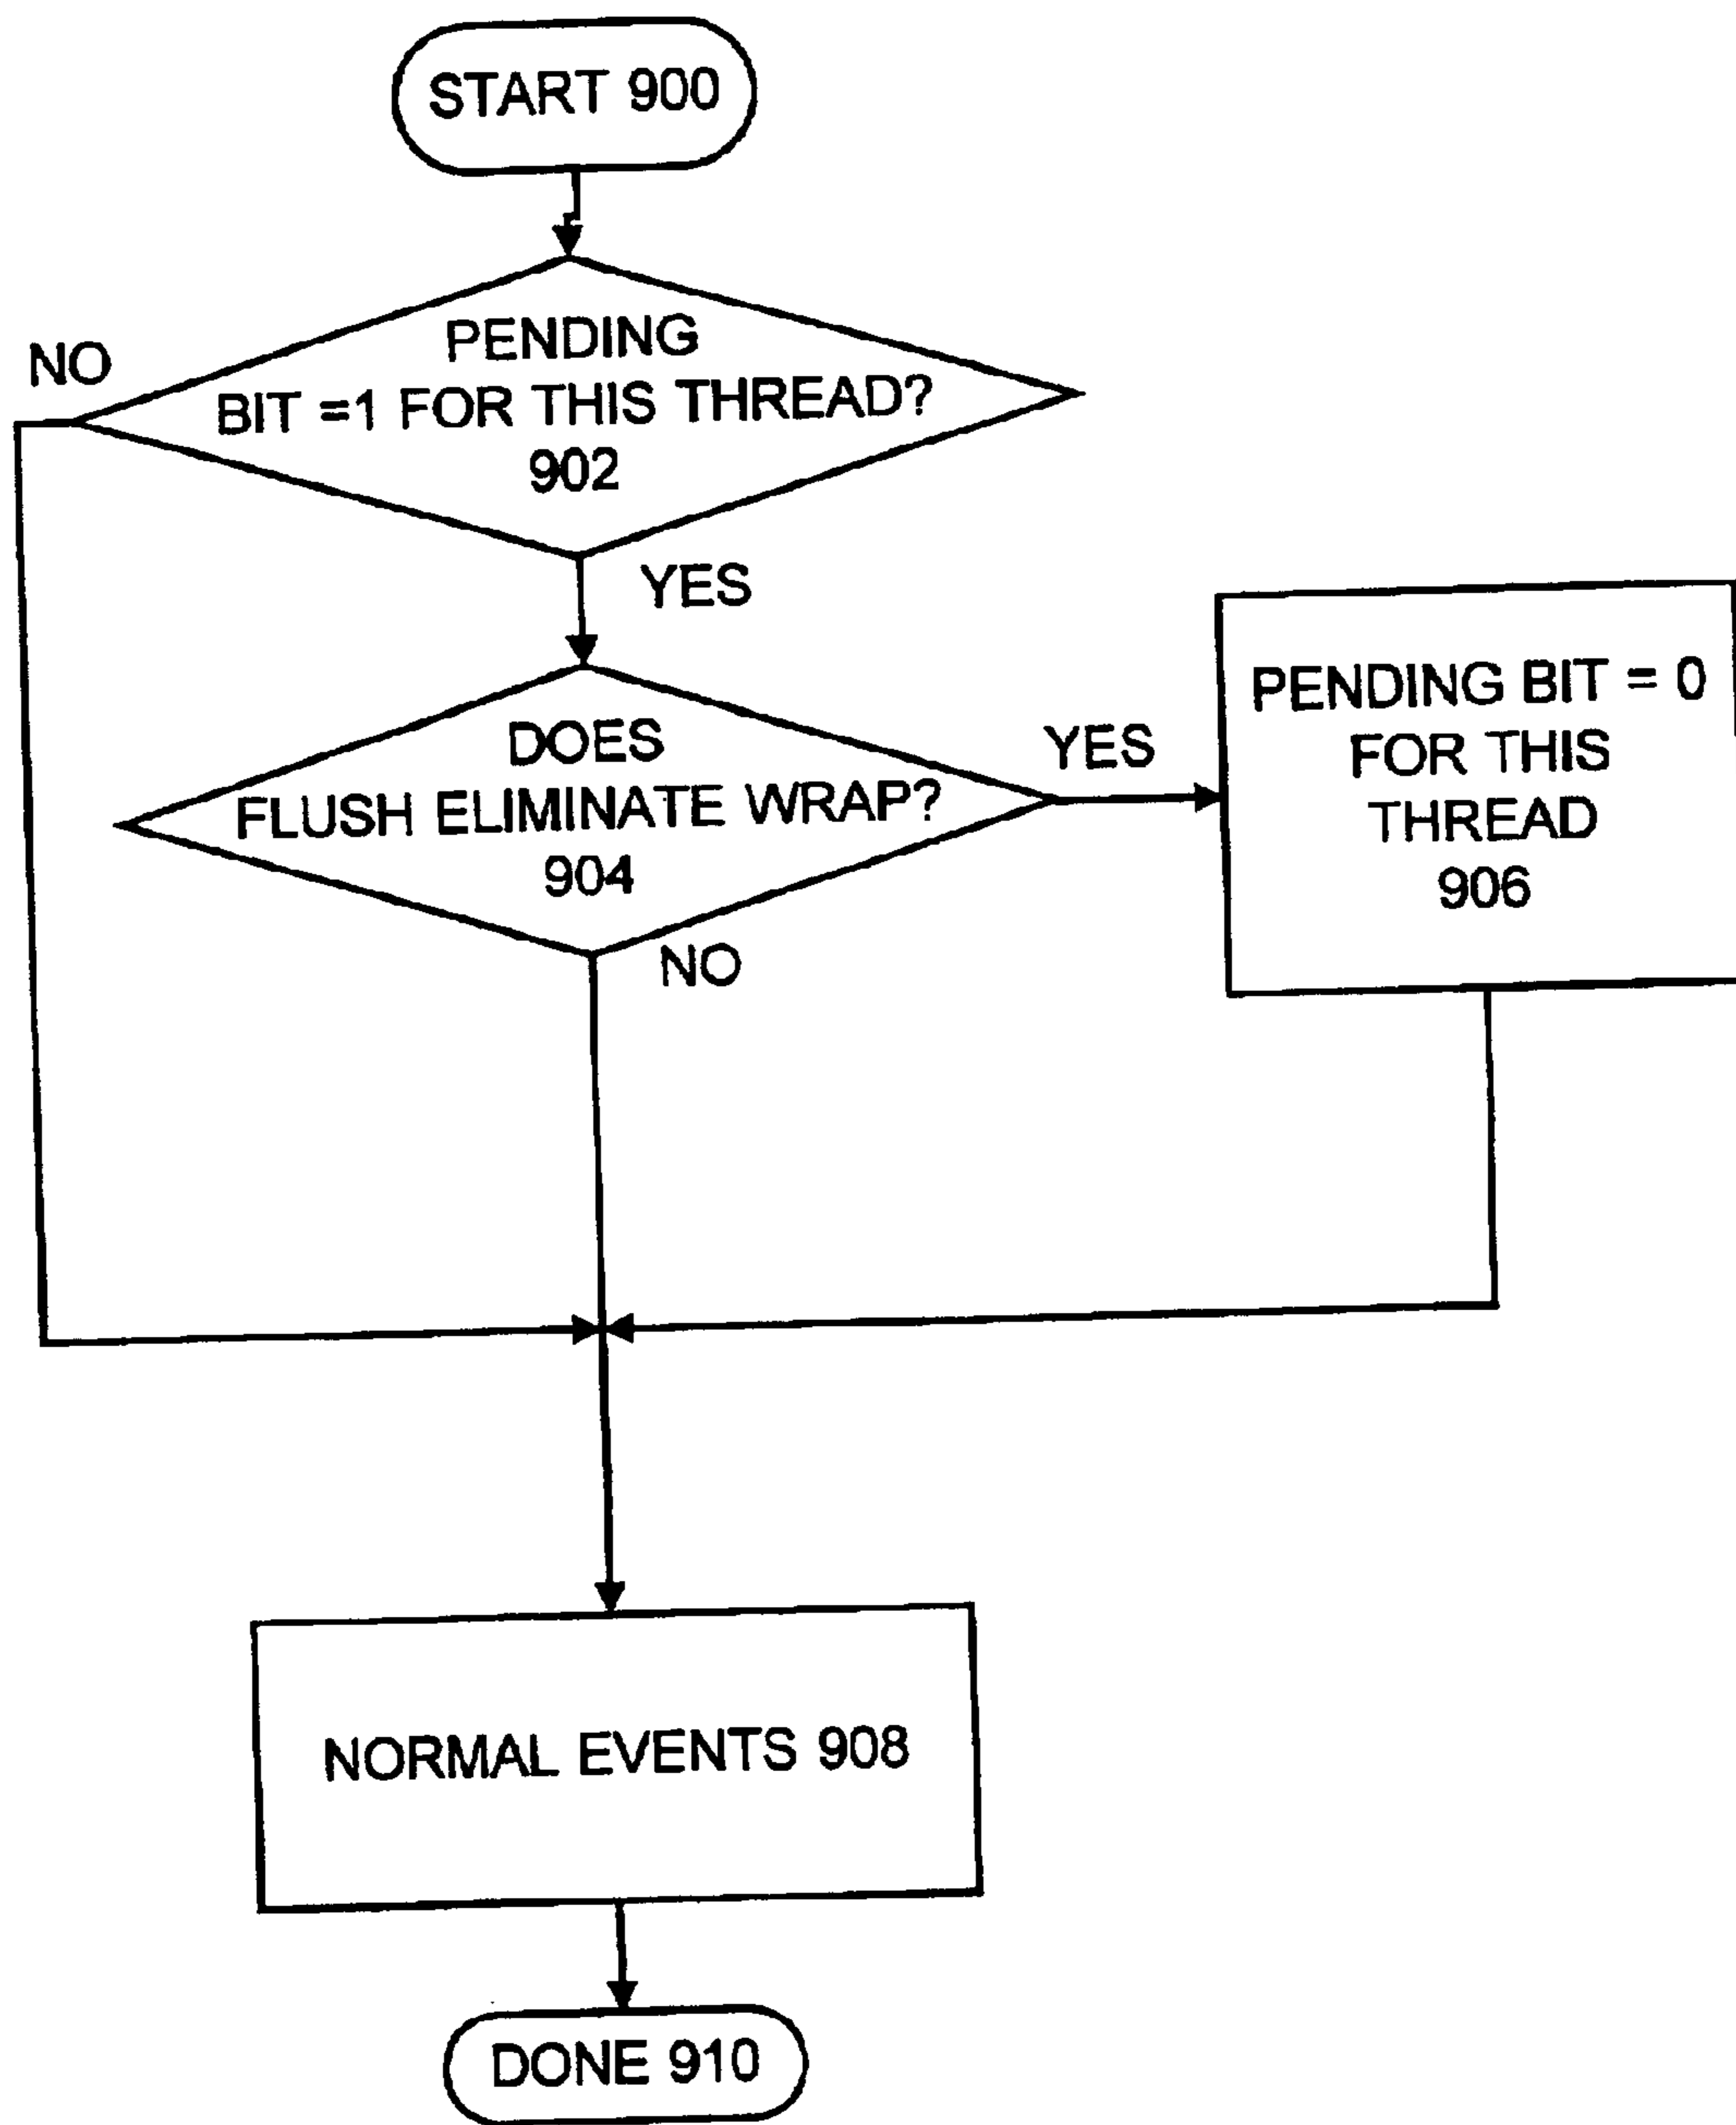 START 900
PENDING
BIT =1 FOR THIS THREAD?
902
NO
YES
DOES
FLUSH ELIMINATE WRAP?
904
YES
NO
PENDING BIT = 0
FOR THIS
THREAD
906
NORMAL EVENTS 908
DONE 910